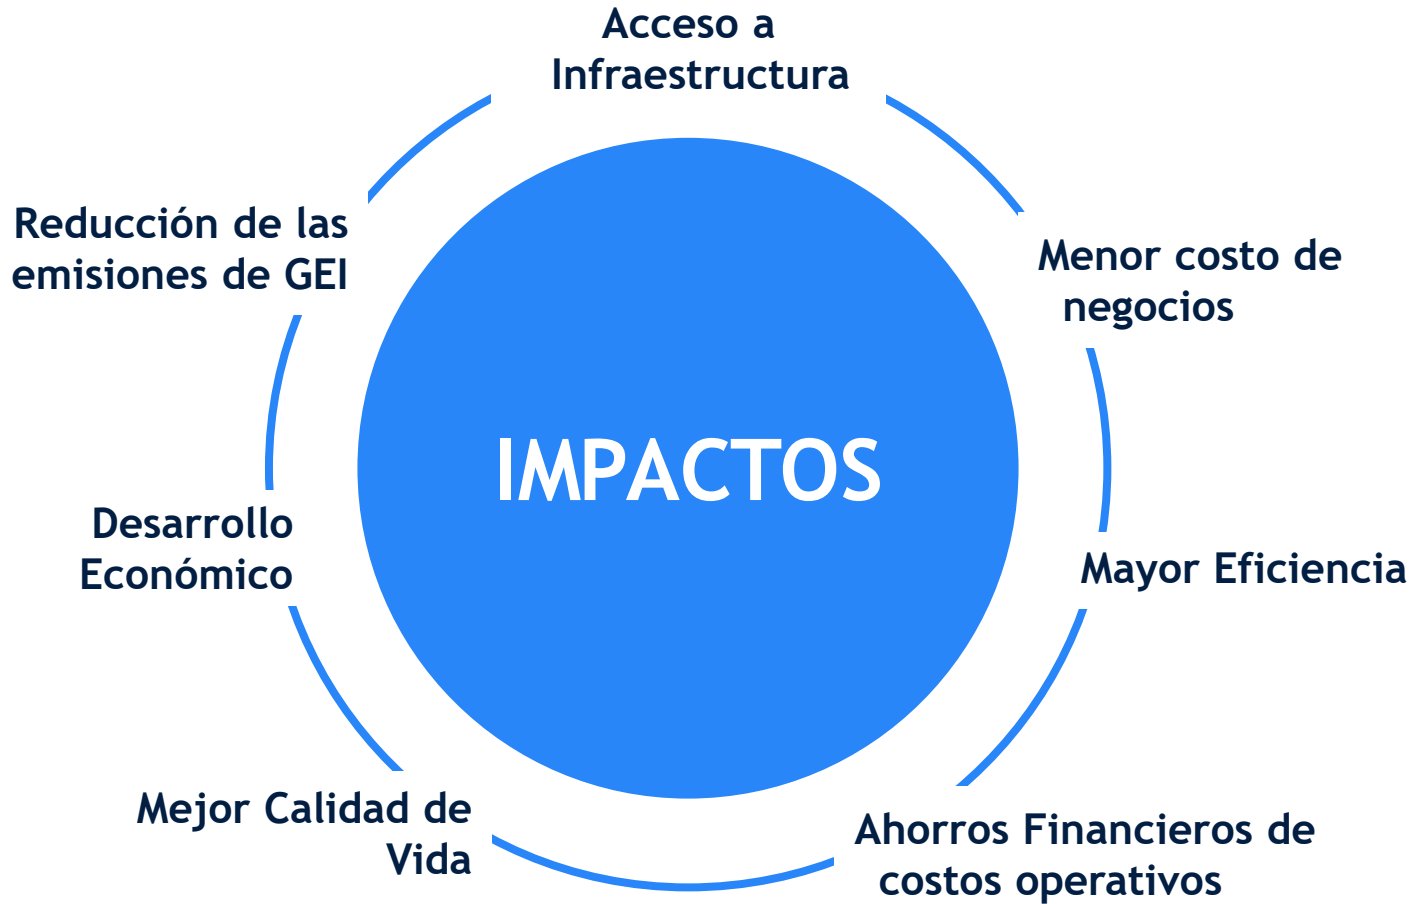 Acceso a
Infraestructura
Menor costo de
negocios
Mayor Eficiencia
Ahorros Financieros de
costos operativos
Mejor Calidad de
Vida
Desarrollo
Económico
Reducción de las
emisiones de GEI
IMPACTOS